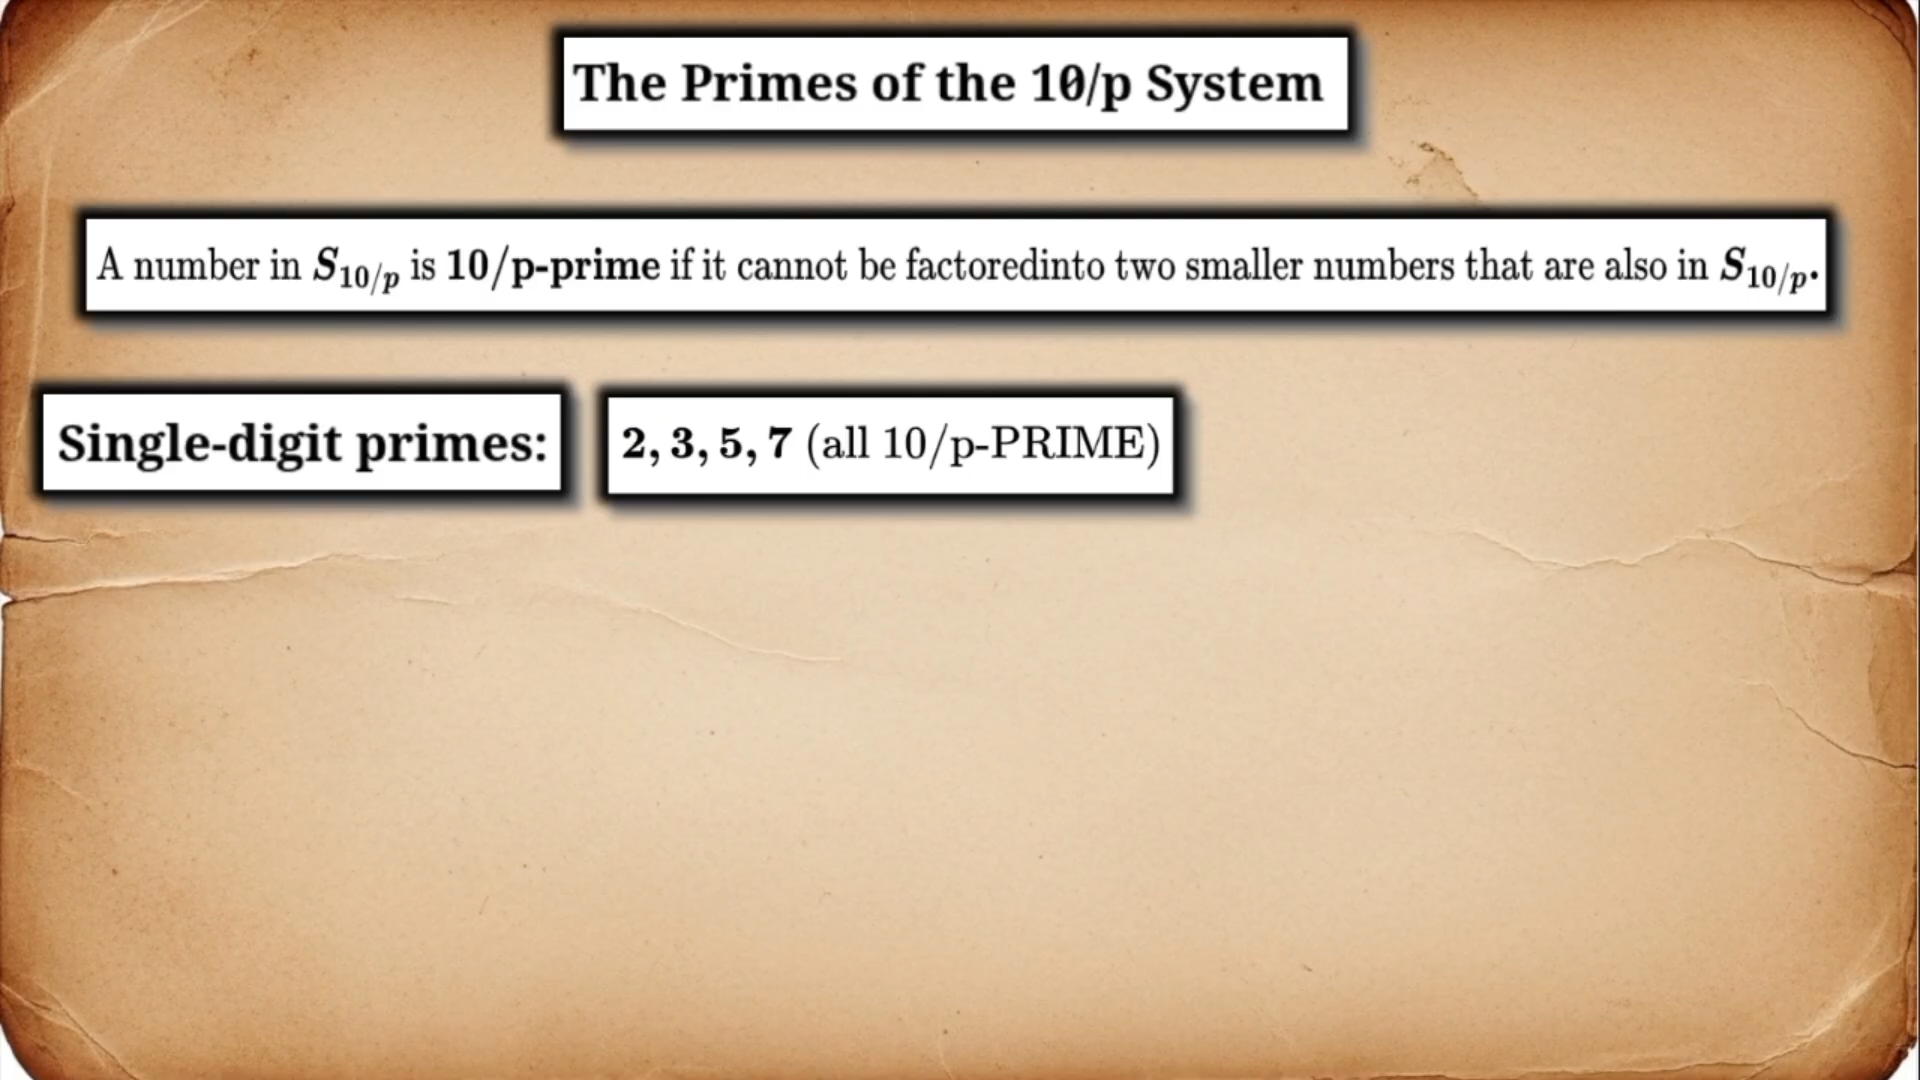 The Primes of the 10/p System
A number in S10/p is 10/p-prime if it cannot be factoredinto two smaller numbers that are also in S10/p.
Single-digit primes:
2, 3, 5, 7 (all 10/p-PRIME)